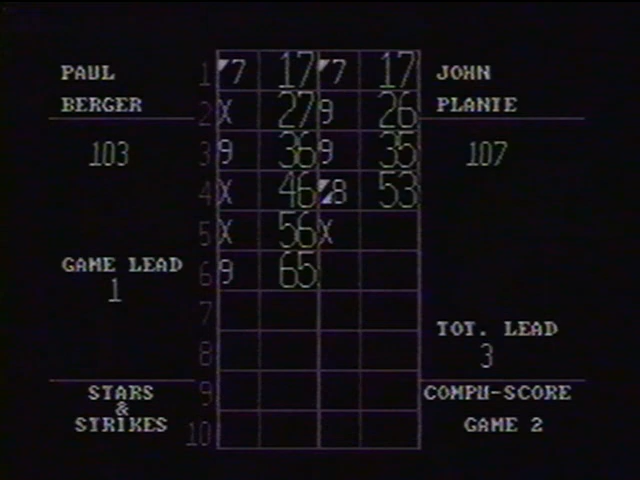 PAUL
BERGER
103
GAME LEAD
1
STARS
&
STRIKES
1 7 17 7 17
2 X 27 9 26
3 9 36 9 35
4 X 46 8 53
5 X 56 X
6 9 65
7
8
9
10
JOHN
PLANTE
107
TOT. LEAD
3
COMPU-SCORE
GAME 2